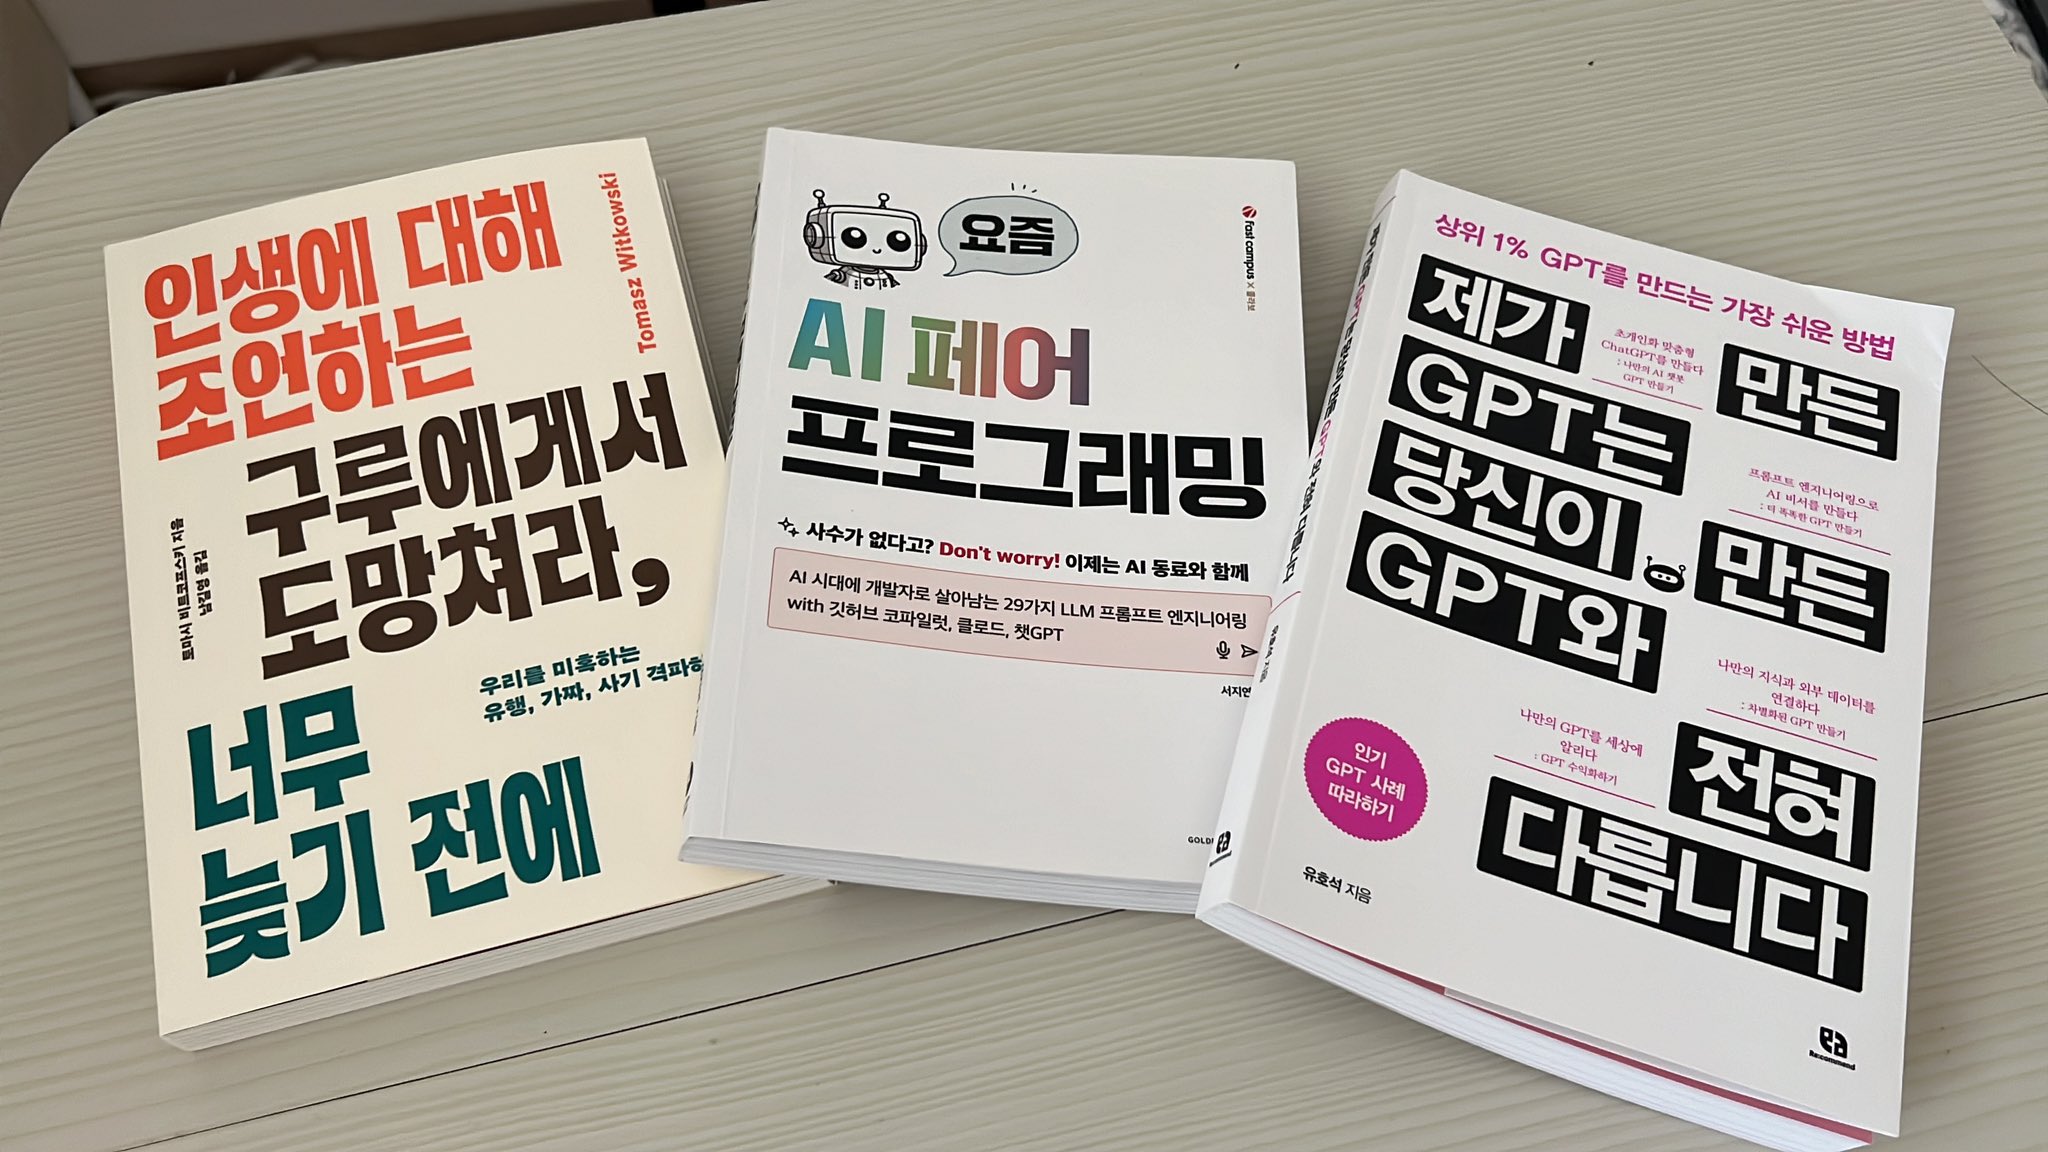 인생에 대해
조언하는
구루에게서
도망쳐라,
너무
늦기 전에
Tomasz Witkowski
토마시 비트코프스키 지음
남길영 옮김
우리를 미혹하는
유행, 가짜, 사기 격파하
요즘
AI 페어
프로그래밍
Fast campus X 골라보
사수가 없다고? Don't worry! 이제는 AI 동료와 함께
AI 시대에 개발자로 살아남는 29가지 LLM 프롬프트 엔지니어링
with 깃허브 코파일럿, 클로드, 챗GPT
서지연
상위 1% GPT를 만드는 가장 쉬운 방법
제가 만든
GPT는
당신이 만든
GPT와
전혀
다릅니다
초개인화 맞춤형
ChatGPT를 만들다
: 나만의 AI 챗봇
GPT 만들기
프롬프트 엔지니어링으로
AI 비서를 만들다
: 더 똑똑한 GPT 만들기
나만의 지식과 외부 데이터를
연결하다
: 차별화된 GPT 만들기
나만의 GPT를 세상에
알리다
: GPT 수익화하기
인기
GPT 사례
따라하기
유호석 지음
ea
Re:commend